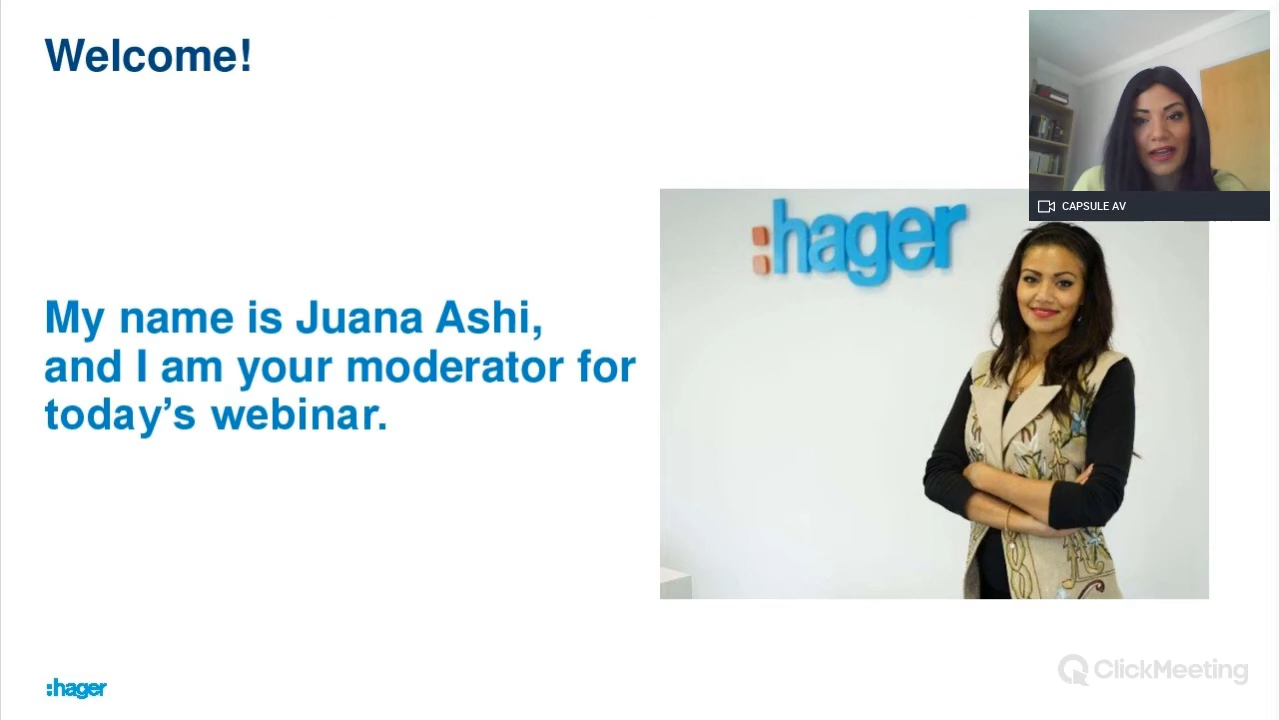 Welcome!
CAPSULE AV
:hager
My name is Juana Ashi,
and I am your moderator for
today’s webinar.
:hager
ClickMeeting